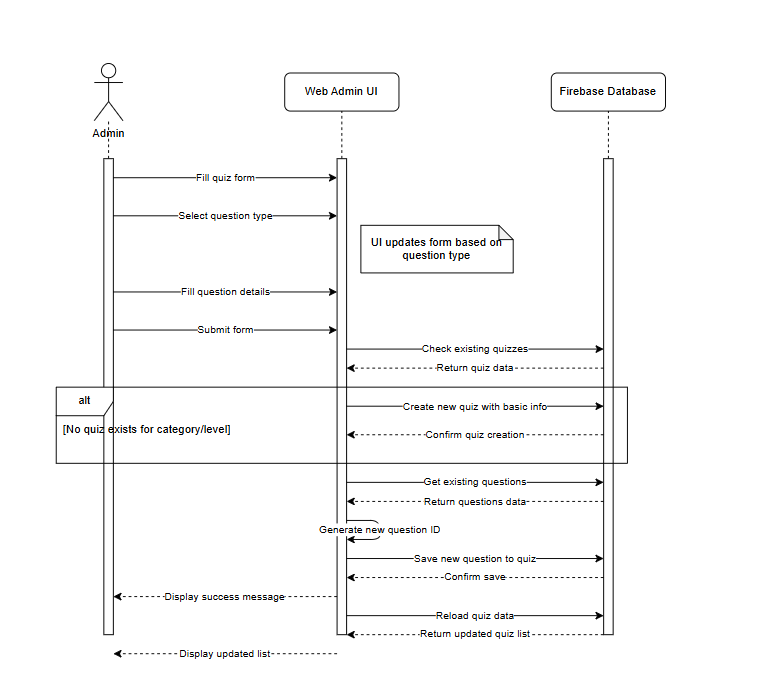 Web Admin UI
Firebase Database
Admin
Fill quiz form
Select question type
UI updates form based on
question type
Fill question details
Submit form
Check existing quizzes
Return quiz data
alt
Create new quiz with basic info
[No quiz exists for category/level]
Confirm quiz creation
Get existing questions
Return questions data
Generate new question ID
Save new question to quiz
Confirm save
Display success message
Reload quiz data
Return updated quiz list
Display updated list